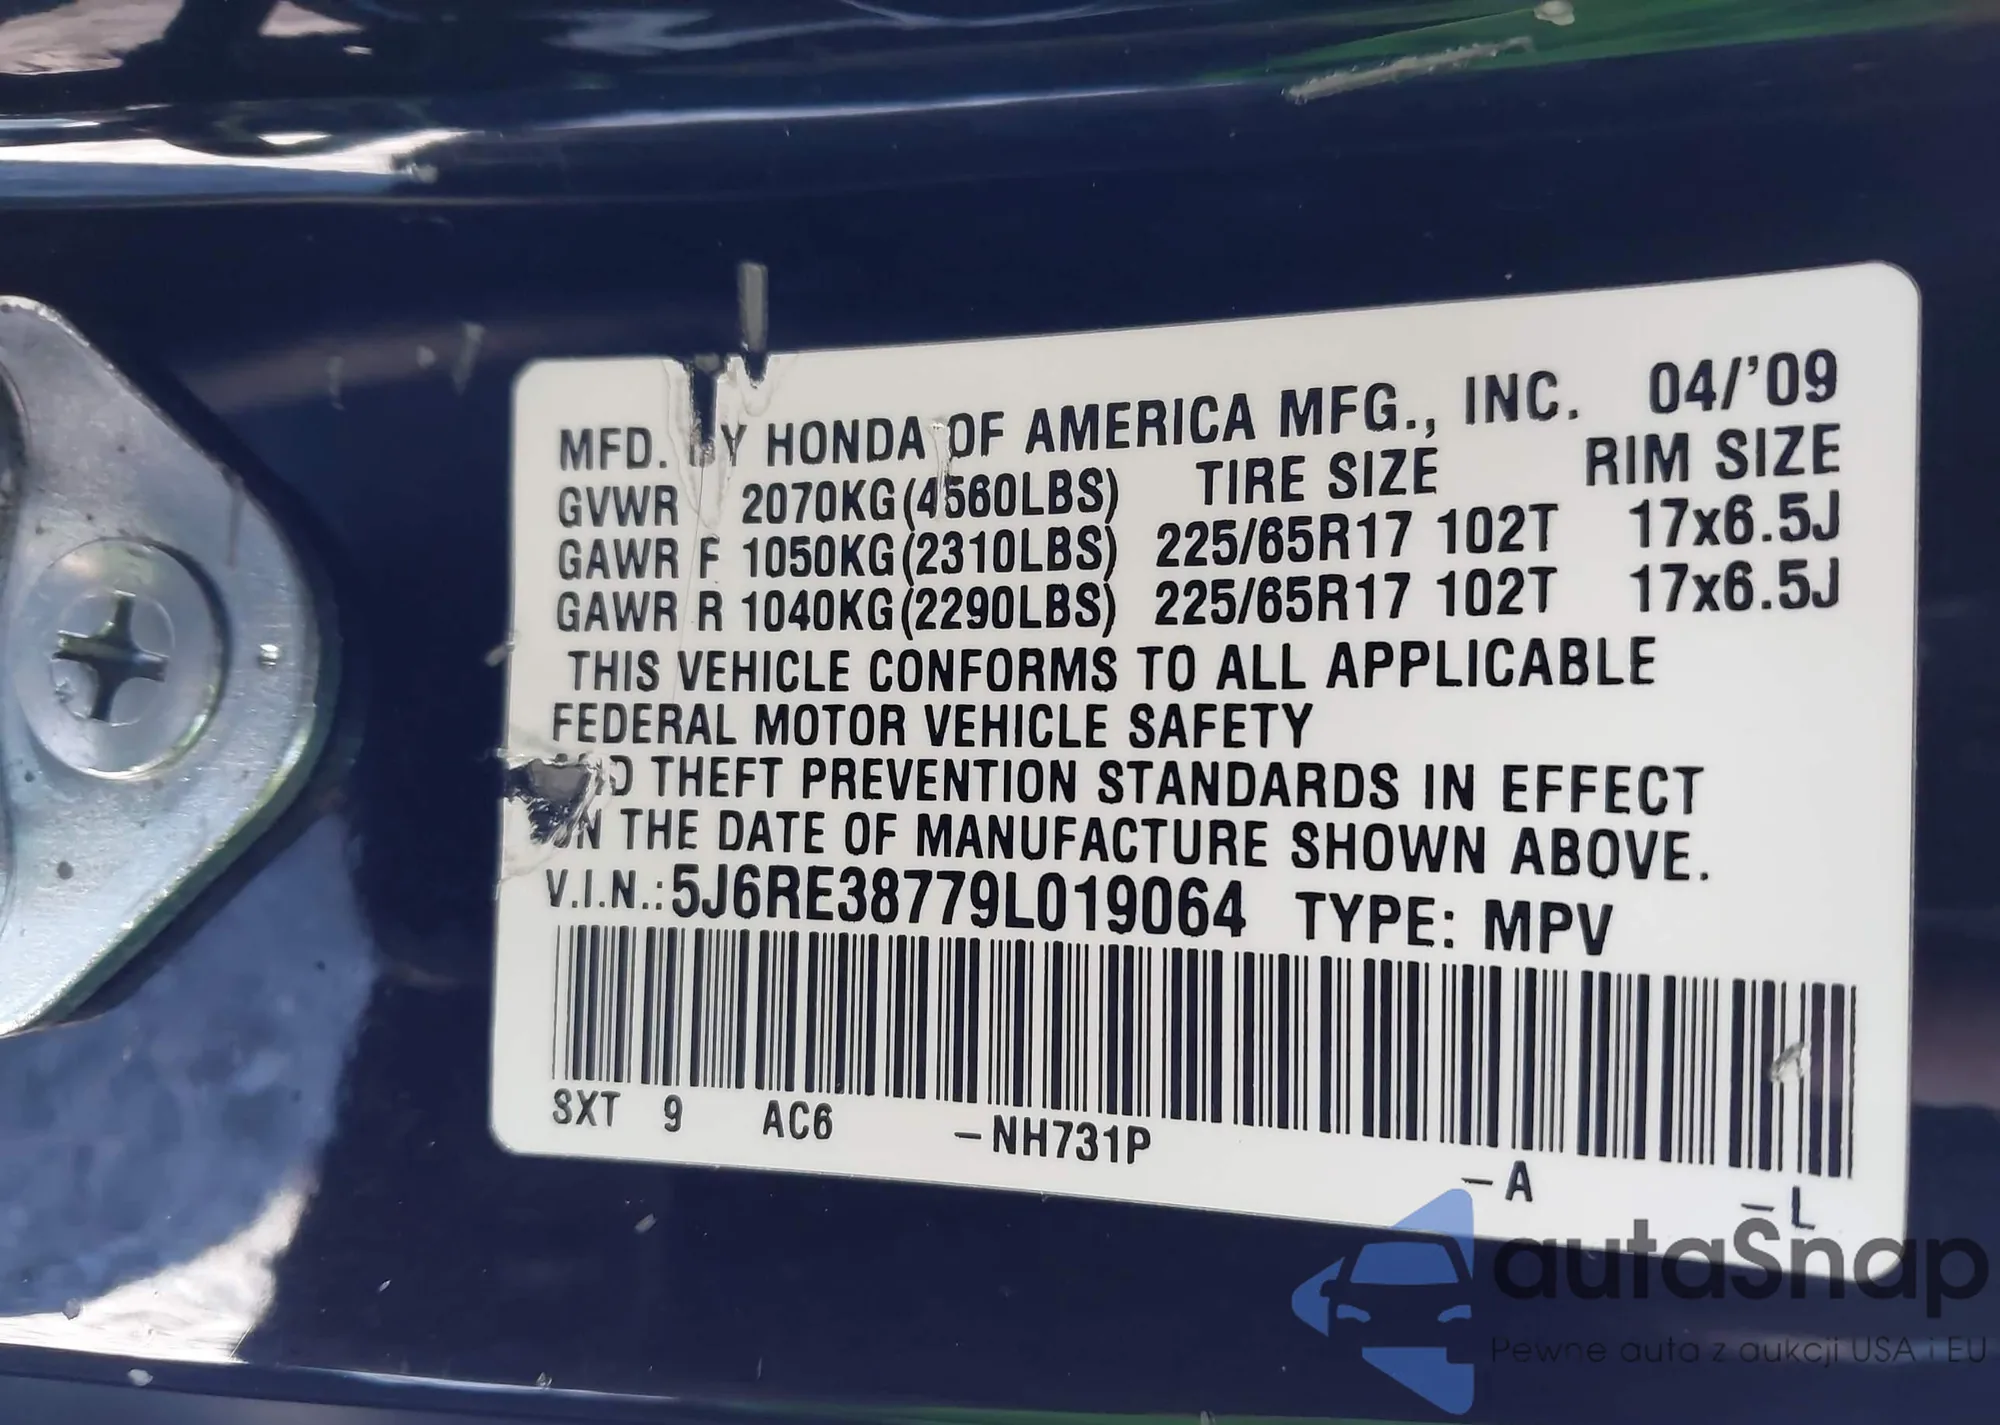 MFD. BY HONDA OF AMERICA MFG., INC. 04/'09
GVWR 2070KG(4560LBS) TIRE SIZE RIM SIZE
GAWR F 1050KG(2310LBS) 225/65R17 102T 17x6.5J
GAWR R 1040KG(2290LBS) 225/65R17 102T 17x6.5J
THIS VEHICLE CONFORMS TO ALL APPLICABLE
FEDERAL MOTOR VEHICLE SAFETY
AND THEFT PREVENTION STANDARDS IN EFFECT
ON THE DATE OF MANUFACTURE SHOWN ABOVE.
V.I.N.: 5J6RE38779L019064 TYPE: MPV
SXT 9 AC6 –NH731P –A –L
autaSnap
Pewne auta z aukcji USA i EU